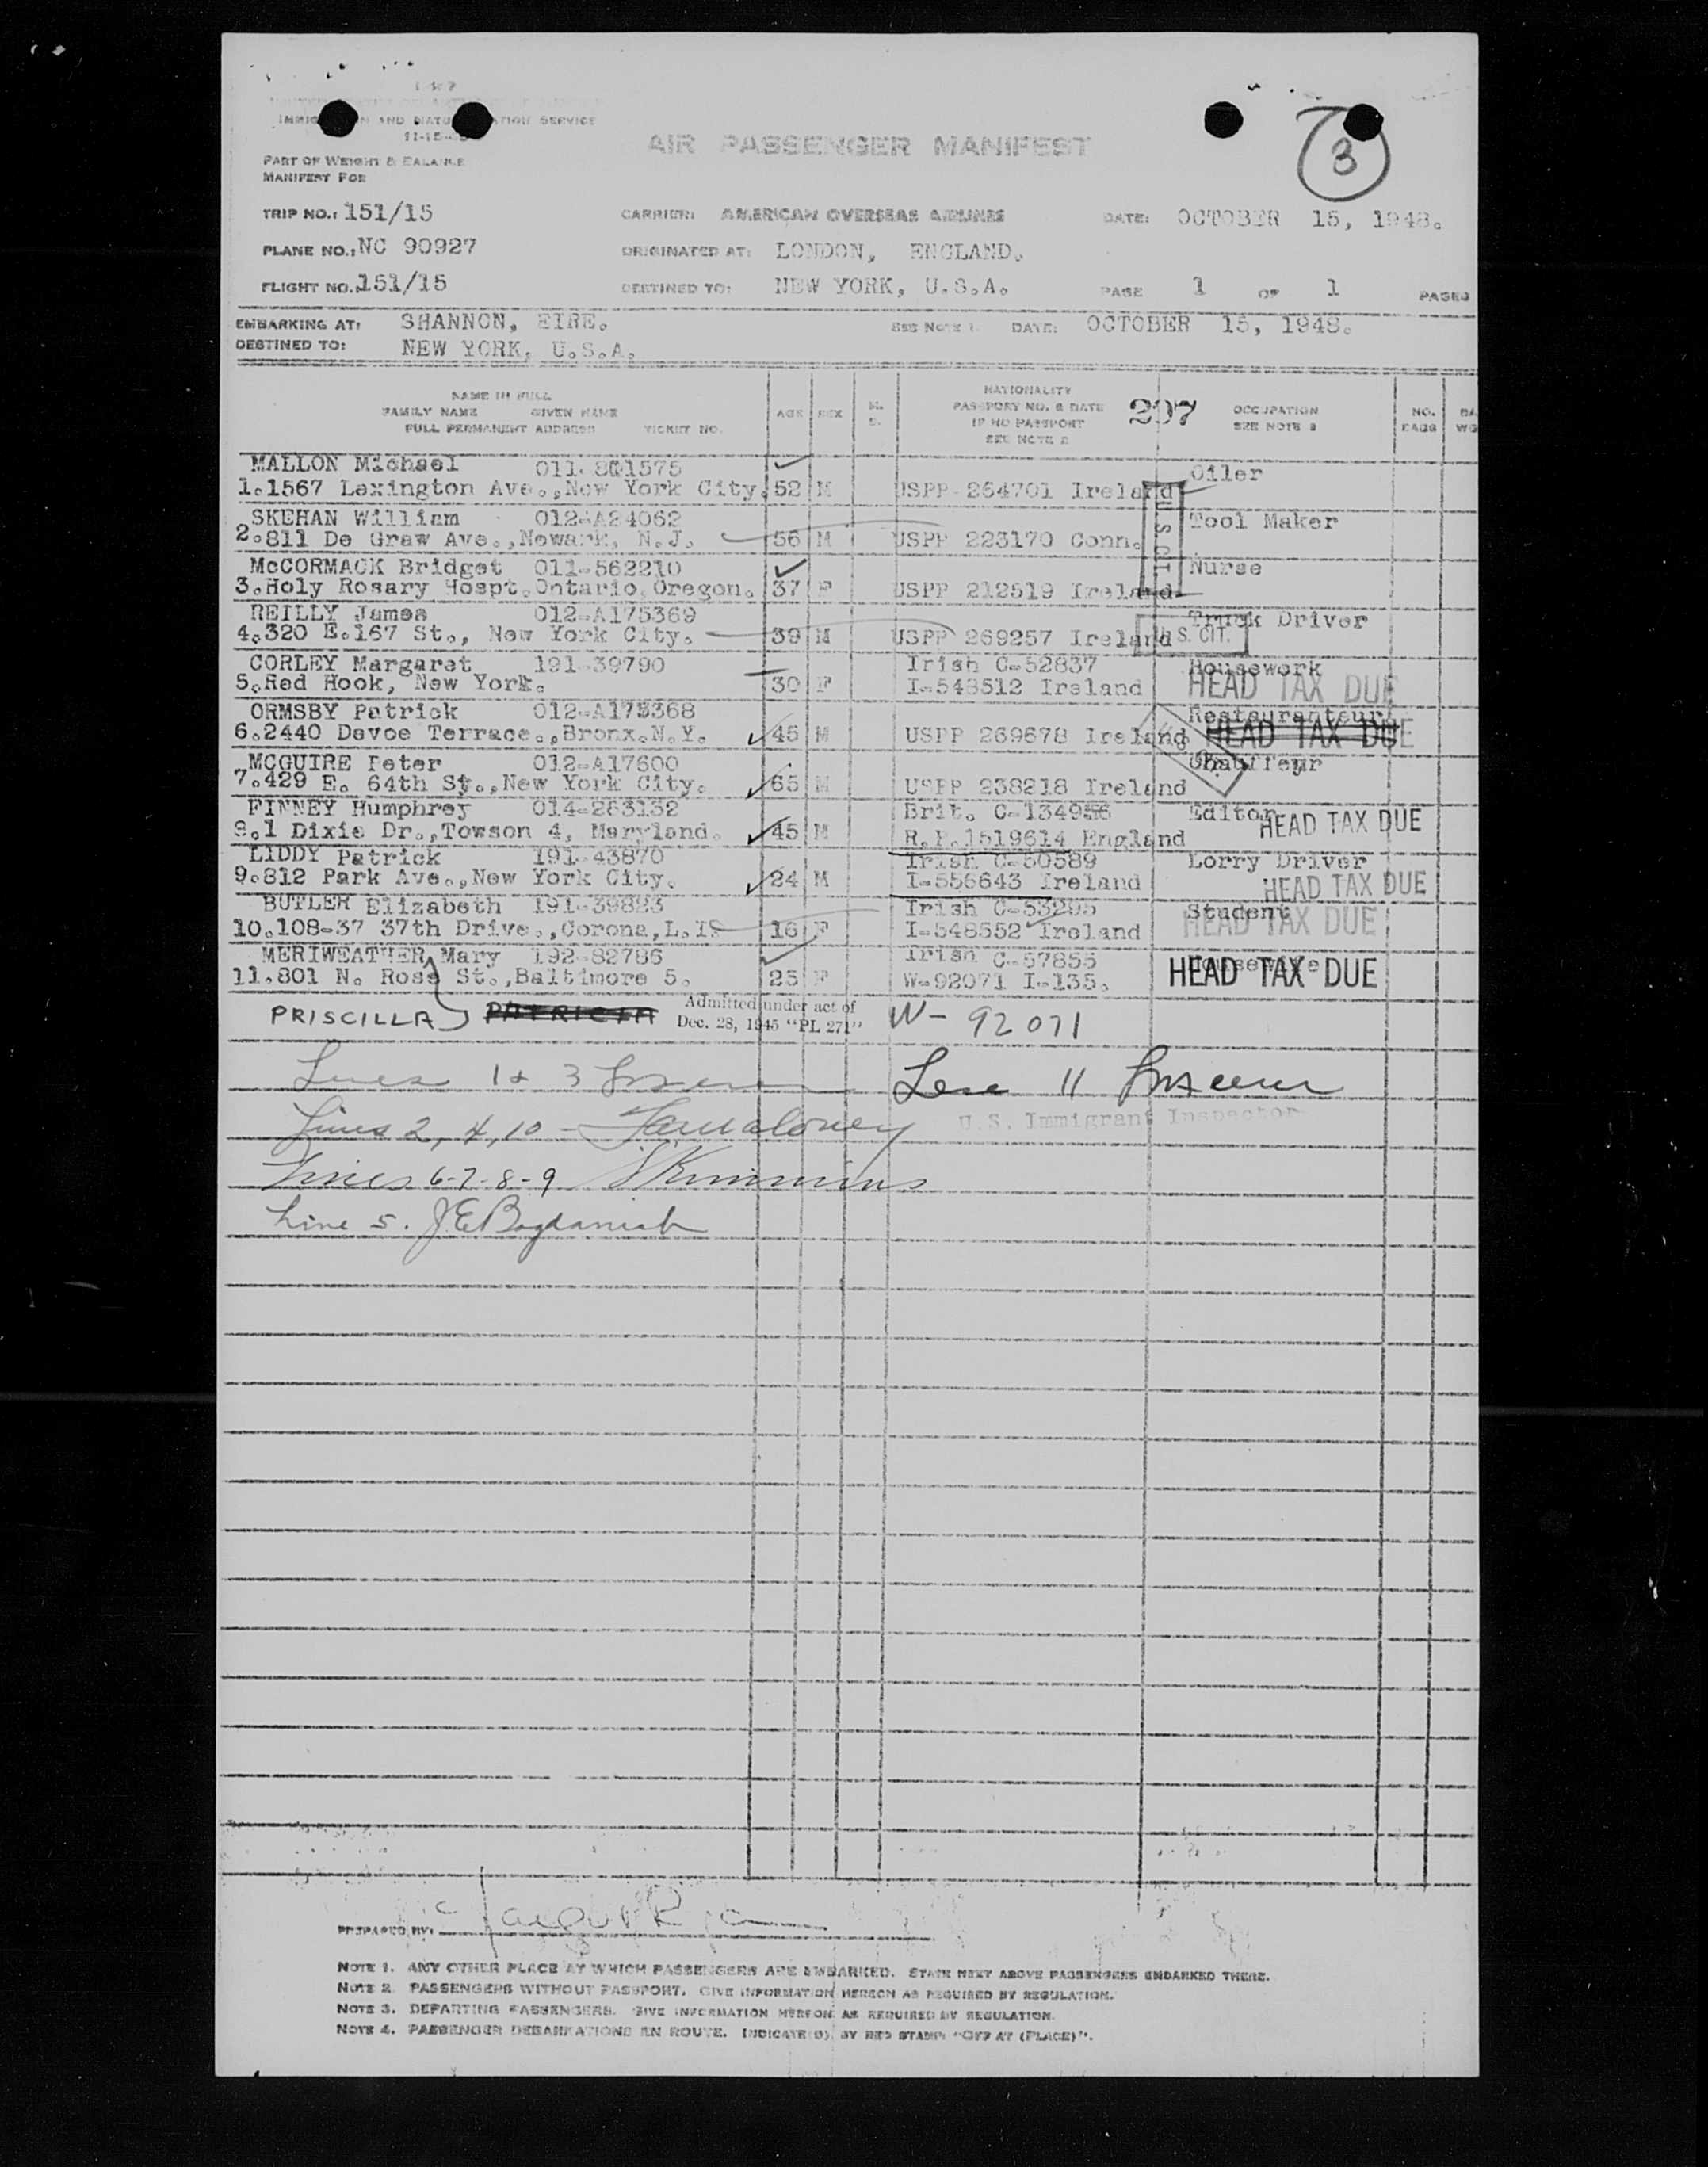 AIR PASSENGER MANIFEST
3
PART OF WEIGHT & BALANCE
MANIFEST FOR
TRIP NO.: 151/15 CARRIER: AMERICAN OVERSEAS AIRLINES DATE: OCTOBER 15, 1948.
PLANE NO.: NC 90927 ORIGINATED AT: LONDON, ENGLAND.
FLIGHT NO. 151/15 DESTINED TO: NEW YORK, U.S.A. PAGE 1 OF 1 PAGES
EMBARKING AT: SHANNON, EIRE. SEE NOTE 1. DATE: OCTOBER 15, 1948.
DESTINED TO: NEW YORK, U.S.A.
NAME IN FULL NATIONALITY
FAMILY NAME GIVEN NAME AGE SEX M. PASSPORT NO. & DATE 297 OCCUPATION NO.
FULL PERMANENT ADDRESS TICKET NO. S. IF NO PASSPORT SEE NOTE 3 BAGS
SEE NOTE 2
MALLON Michael Oiler
1.1567 Lexington Ave.,New York City. 52 M USPP 264701 Ireland
SKEHAN William 012-A24062 Tool Maker
2.811 De Graw Ave.,Newark, N.J. 56 M USPP 223170 Conn.
U S CIT.
McCORMACK Bridget 011-562210 Nurse
3.Holy Rosary Hospt.Ontario.Oregon. 37 F USPP 212519 Ireland
REILLY James 012-A175369 Truck Driver
4.320 E.167 St., New York City. 39 M USPP 269257 Ireland S. CIT.
CORLEY Margaret 191-39790 Irish C-52837 Housework
5.Red Hook, New York. 30 F I-548512 Ireland HEAD TAX DUE
ORMSBY Patrick 012-A175368 Restauranteur
6.2440 Devoe Terrace.,Bronx.N.Y. 45 M USPP 269678 Ireland HEAD TAX DUE
MCGUIRE Peter 012-A17600 Chauffeur
7.429 E. 64th St.,New York City. 65 M USPP 238218 Ireland
FINNEY Humphrey 014-263132 Brit. C-134956 Editor
8.1 Dixie Dr.,Towson 4, Maryland. 45 M R.P.1519614 England HEAD TAX DUE
LIDDY Patrick 191-43870 Irish C-50589 Lorry Driver
9.812 Park Ave.,New York City. 24 M I-556643 Ireland HEAD TAX DUE
BUTLER Elizabeth 191-39823 Irish C-53295 Student
10.108-37 37th Drive.,Corona,L.I. 16 F I-548552 Ireland HEAD TAX DUE
MERIWEATHER Mary 192-82786 Irish C-57855 Housewife
11.801 N. Rose St.,Baltimore 5. 25 F W-92071 I-135. HEAD TAX DUE
PRISCILLA PATRICIA Admitted under act of
Dec. 28, 1945 "PL 271" W- 92071
Lines 1 & 3
11
Lines 2, 4, 10 -
U.S. Immigrant Inspector
Lines 6-7-8-9
Line 5.
PREPARED BY:
NOTE 1. ANY OTHER PLACE AT WHICH PASSENGERS ARE EMBARKED. STATE NEXT ABOVE PASSENGERS EMBARKED THERE.
NOTE 2. PASSENGERS WITHOUT PASSPORT. GIVE INFORMATION HEREON AS REQUIRED BY REGULATION.
NOTE 3. DEPARTING PASSENGERS. GIVE INFORMATION HEREON AS REQUIRED BY REGULATION.
NOTE 4. PASSENGER DEBARKATIONS EN ROUTE. INDICATE(D) BY RED STAMP: "OFF AT (PLACE)".